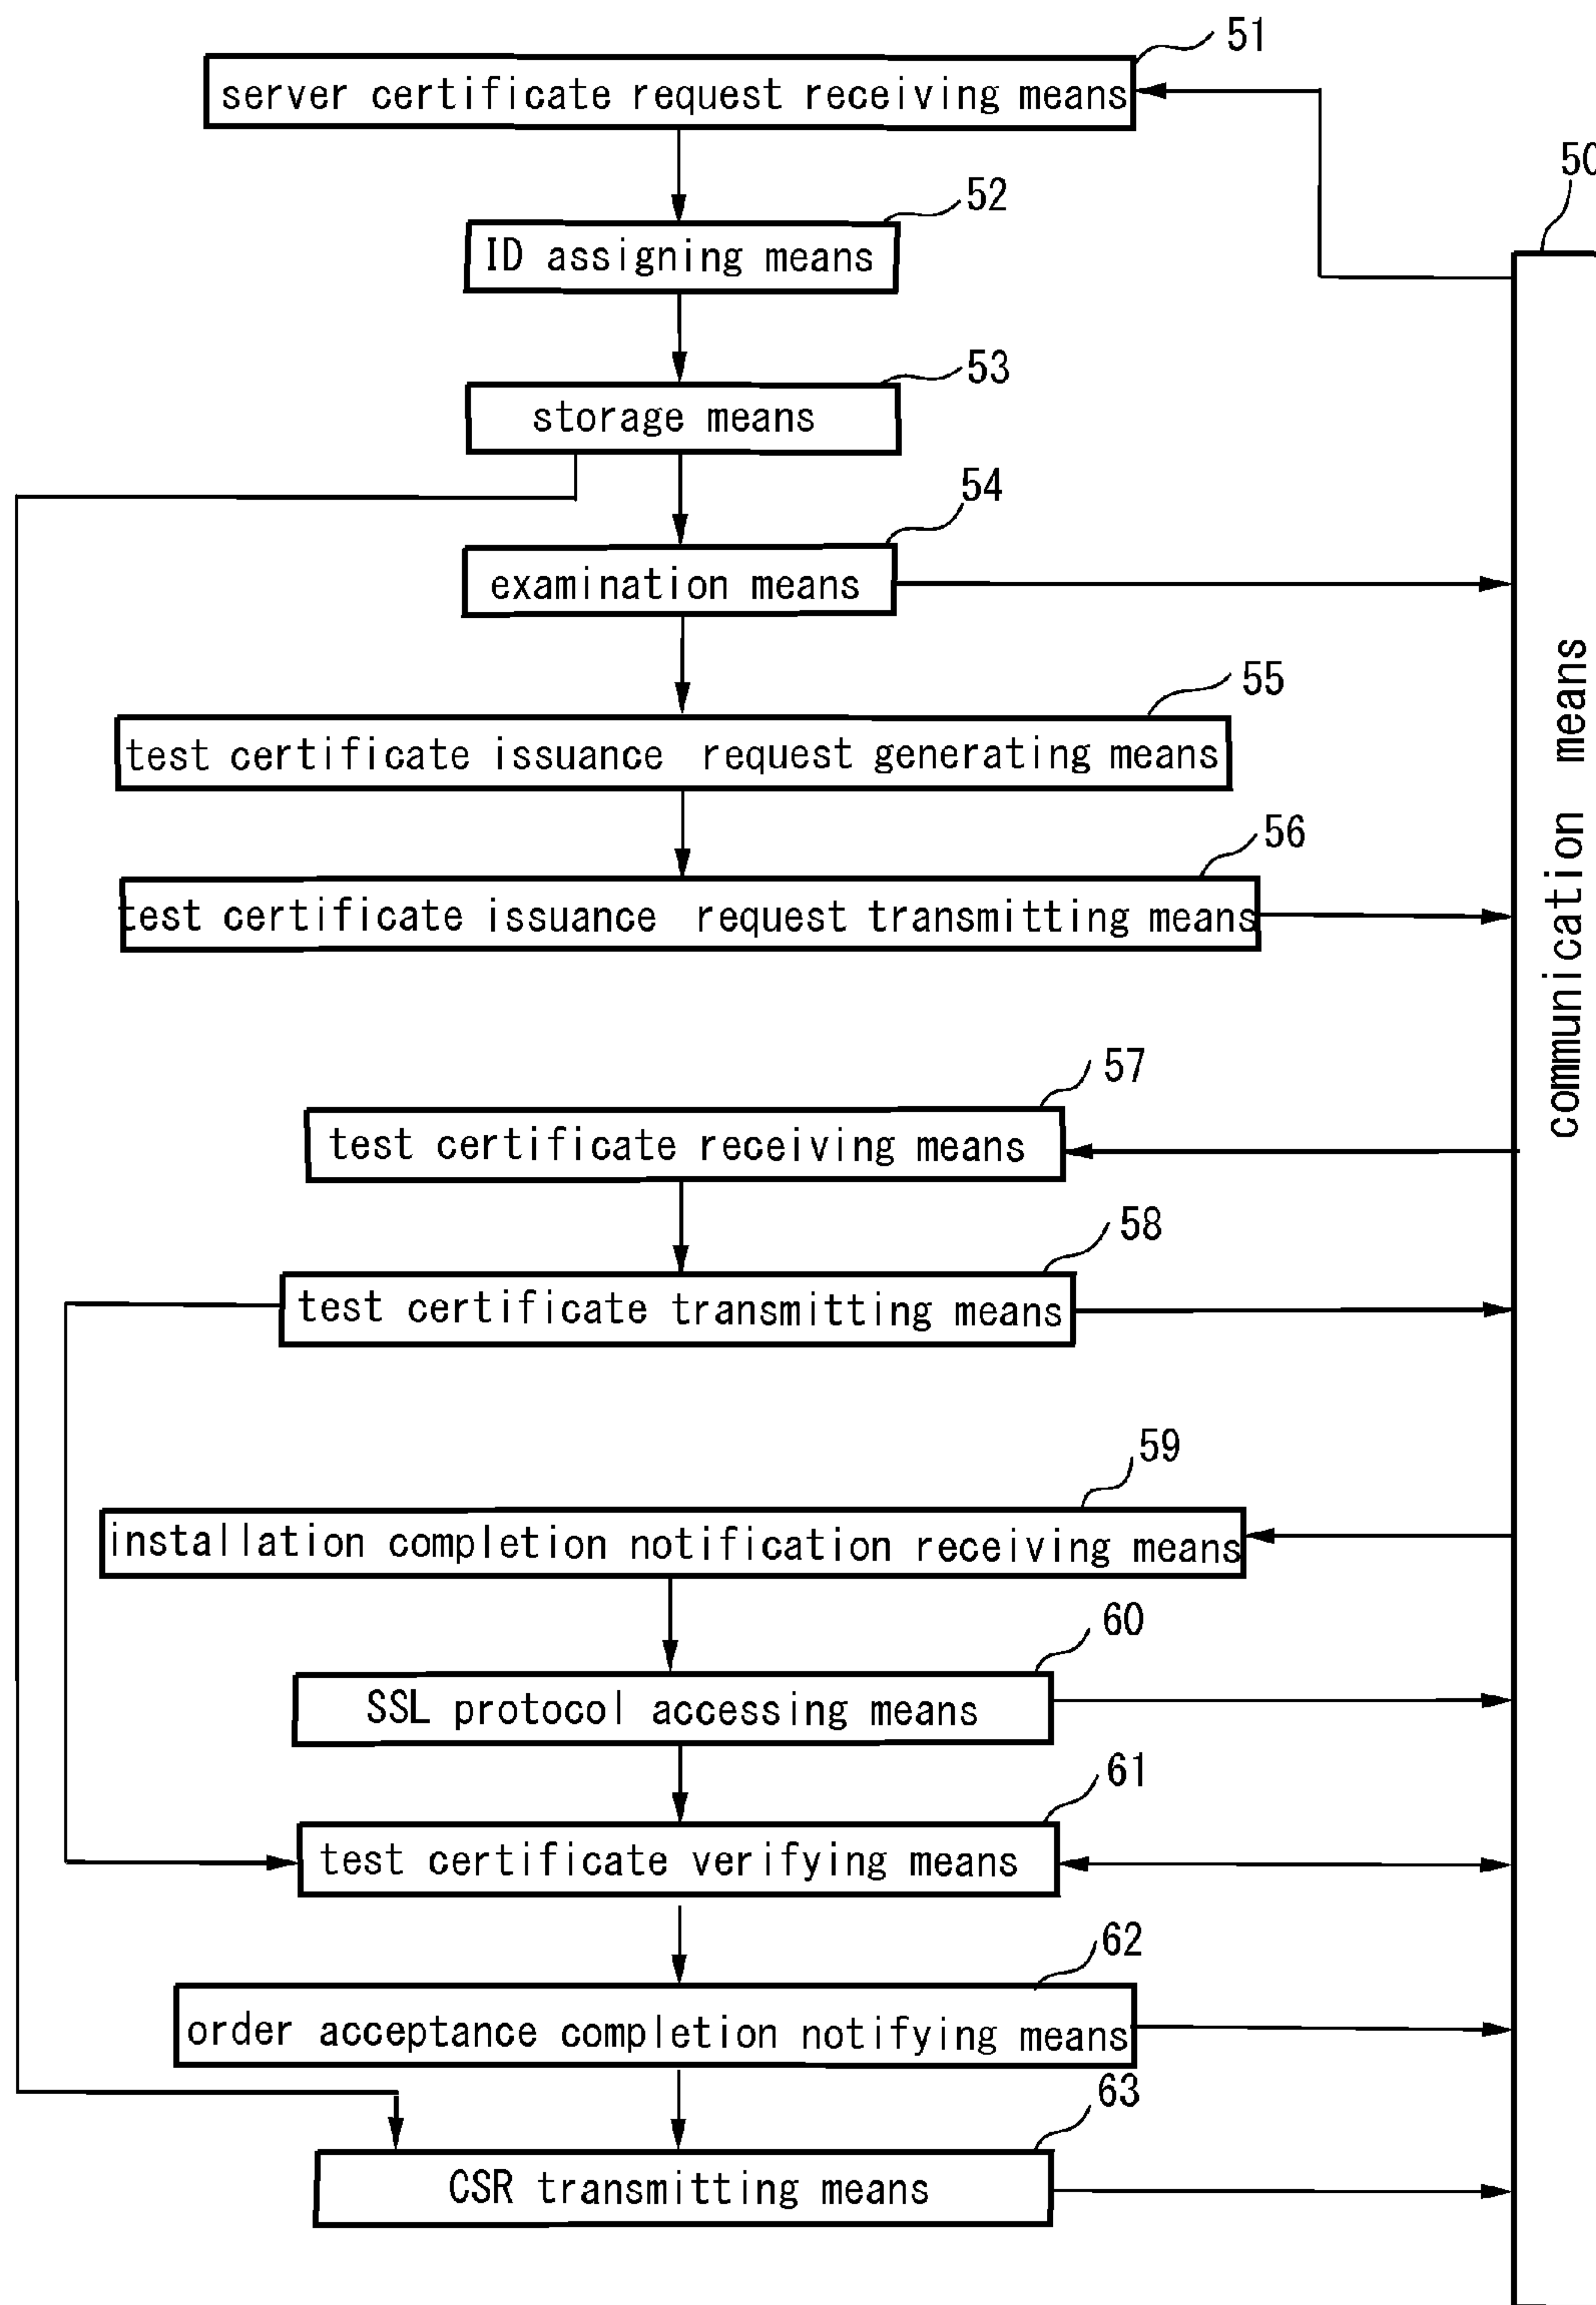 51
server certificate request receiving means
50
52
ID assigning means
53
storage means
54
examination means
communication means
55
test certificate issuance request generating means
56
test certificate issuance request transmitting means
57
test certificate receiving means
58
test certificate transmitting means
59
installation completion notification receiving means
60
SSL protocol accessing means
61
test certificate verifying means
62
order acceptance completion notifying means
63
CSR transmitting means